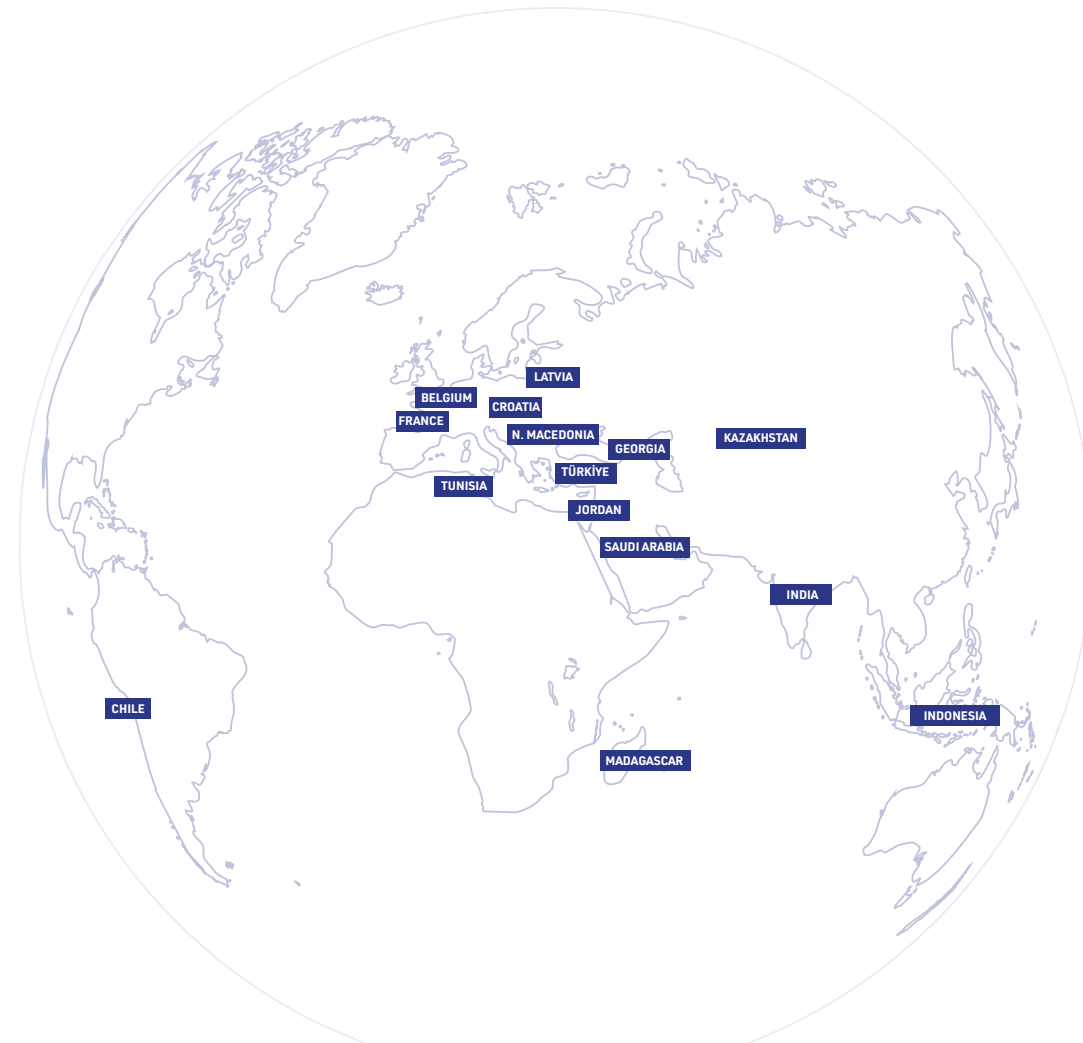 LATVIA
BELGIUM
CROATIA
FRANCE
N. MACEDONIA
KAZAKHSTAN
GEORGIA
TÜRKİYE
TUNISIA
JORDAN
SAUDI ARABIA
INDIA
CHILE
INDONESIA
MADAGASCAR